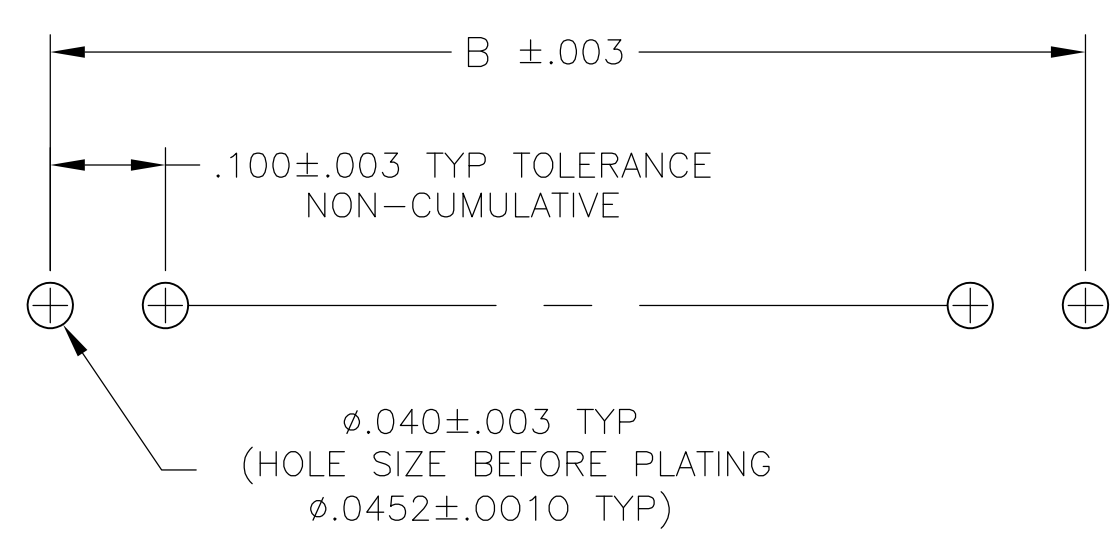 B ±.003
.100±.003 TYP TOLERANCE
NON-CUMULATIVE
ø.040±.003 TYP
(HOLE SIZE BEFORE PLATING
ø.0452±.0010 TYP)